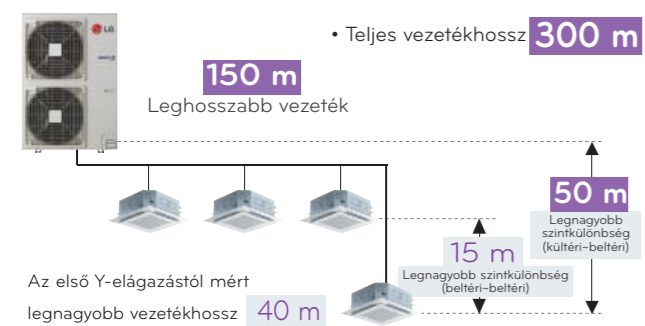 LG
• Teljes vezetékhossz 300 m
150 m
Leghosszabb vezeték
50 m
Legnagyobb
szintkülönbség
(kültéri-beltéri)
15 m
Legnagyobb szintkülönbség
(beltéri-beltéri)
Az első Y-elágazástól mért
legnagyobb vezetékhossz 40 m